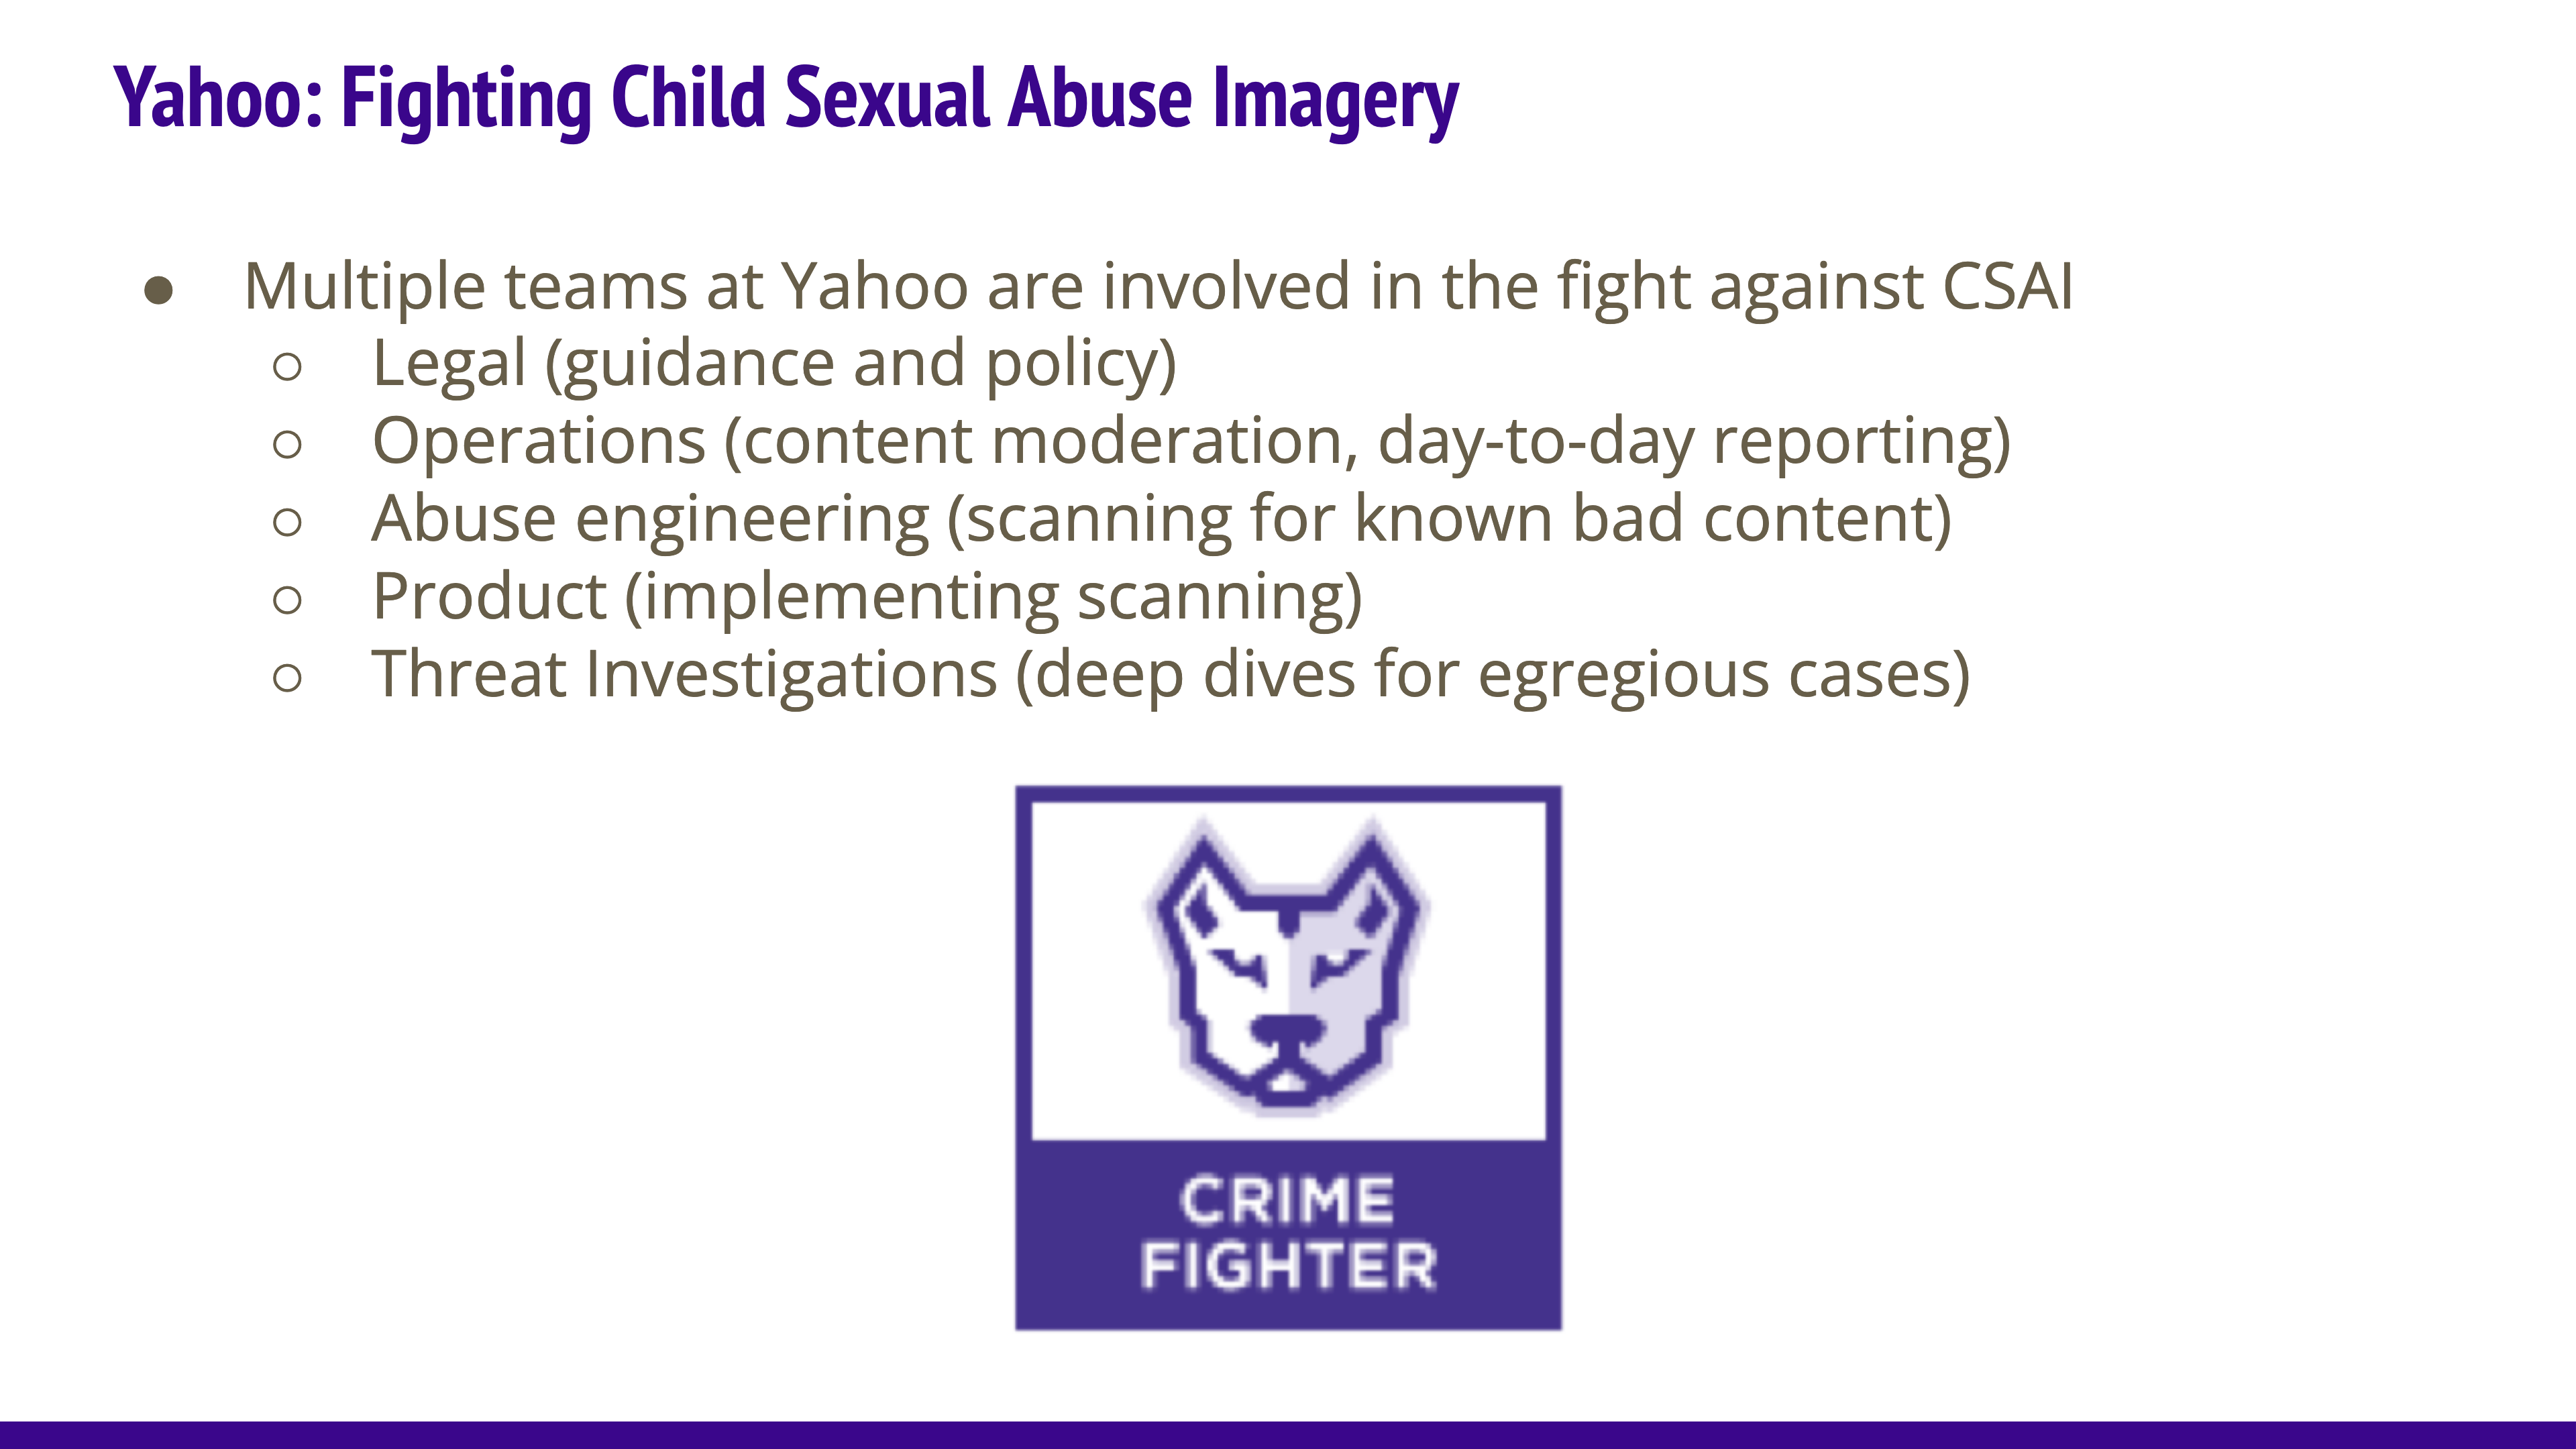 Yahoo: Fighting Child Sexual Abuse Imagery
● Multiple teams at Yahoo are involved in the fight against CSAI
○ Legal (guidance and policy)
○ Operations (content moderation, day-to-day reporting)
○ Abuse engineering (scanning for known bad content)
○ Product (implementing scanning)
○ Threat Investigations (deep dives for egregious cases)
CRIME
FIGHTER